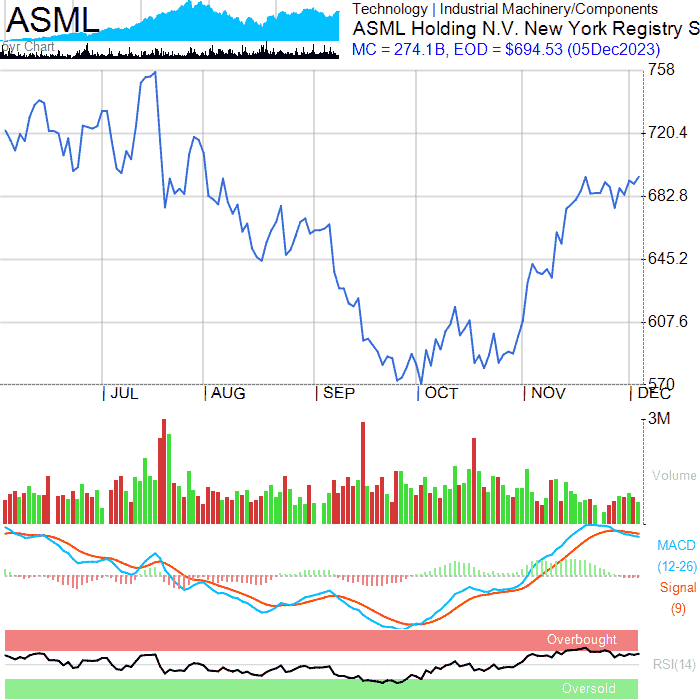 ASML
5yr Chart
Technology | Industrial Machinery/Components
ASML Holding N.V. New York Registry S
MC = 274.1B, EOD = $694.53 (05Dec2023)
758
720.4
682.8
645.2
607.6
570
| JUL | AUG | SEP | OCT | NOV | DEC
3M
Volume
MACD
(12-26)
Signal
(9)
Overbought
RSI(14)
Oversold